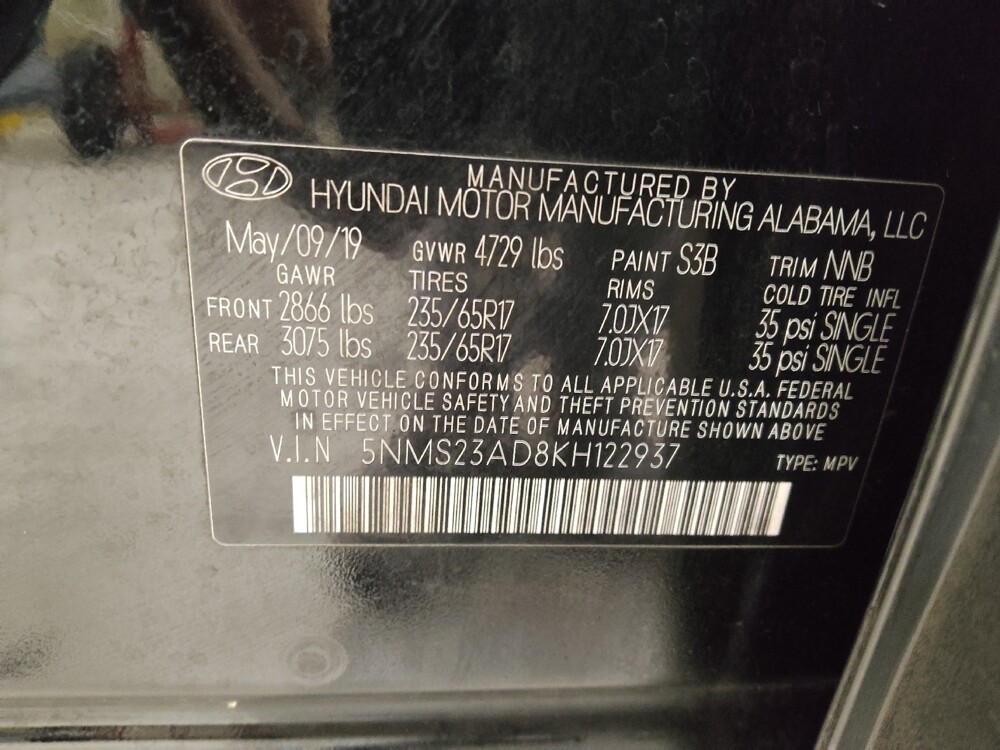 MANUFACTURED BY
HYUNDAI MOTOR MANUFACTURING ALABAMA, LLC
May/09/19 GVWR 4729 lbs PAINT S3B TRIM NNB
GAWR TIRES RIMS COLD TIRE INFL
FRONT 2866 lbs 235/65R17 7.0JX17 35 psi SINGLE
REAR 3075 lbs 235/65R17 7.0JX17 35 psi SINGLE
THIS VEHICLE CONFORMS TO ALL APPLICABLE U.S.A. FEDERAL
MOTOR VEHICLE SAFETY AND THEFT PREVENTION STANDARDS
IN EFFECT ON THE DATE OF MANUFACTURE SHOWN ABOVE
V.I.N 5NMS23AD8KH122937 TYPE: MPV